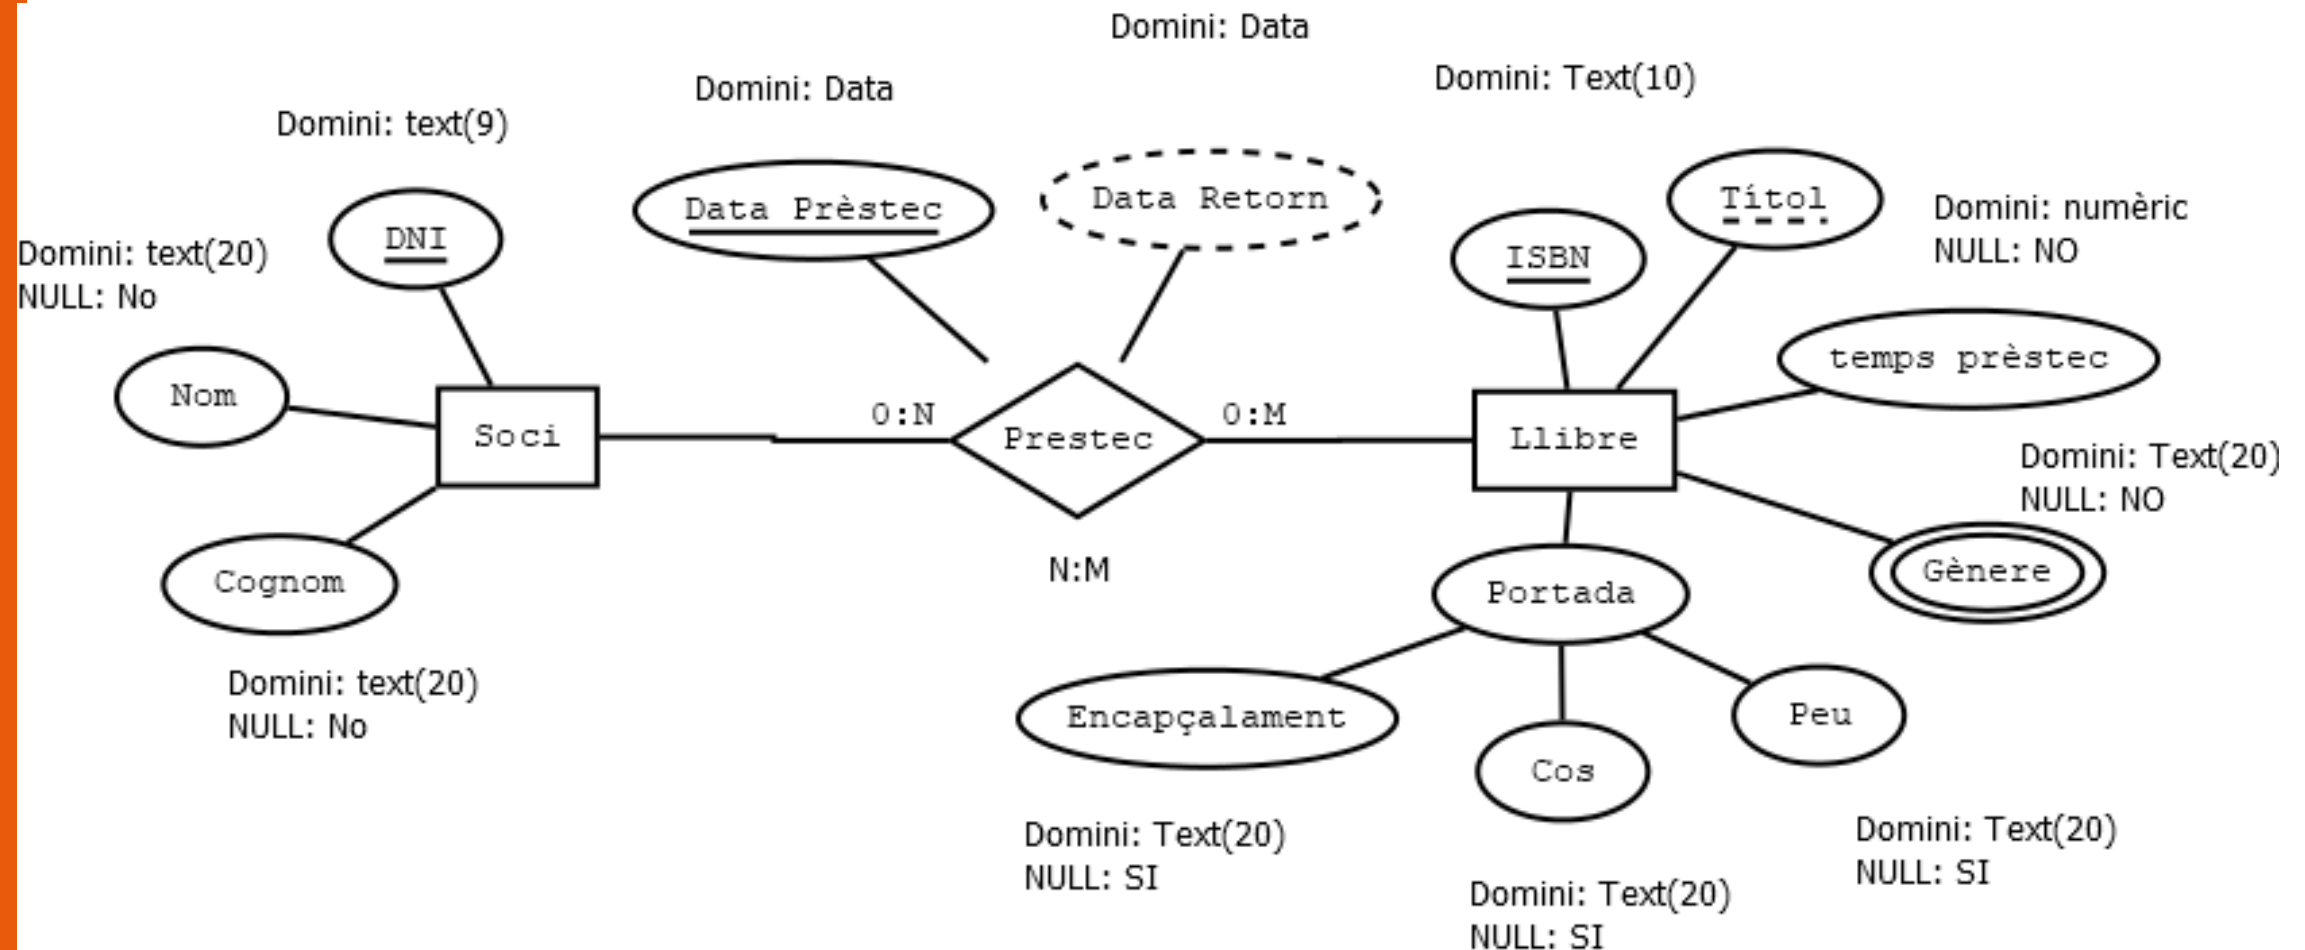 Domini: Data
Domini: Text(10)
Domini: Data
Domini: text(9)
Data Prèstec
Data Retorn
Títol
Domini: numèric
NULL: NO
DNI
Domini: text(20)
NULL: No
ISBN
temps prèstec
Nom
Soci
0:N
Prestec
0:M
Llibre
Domini: Text(20)
NULL: NO
N:M
Gènere
Cognom
Portada
Domini: text(20)
NULL: No
Encapçalament
Cos
Peu
Domini: Text(20)
NULL: SI
Domini: Text(20)
NULL: SI
Domini: Text(20)
NULL: SI